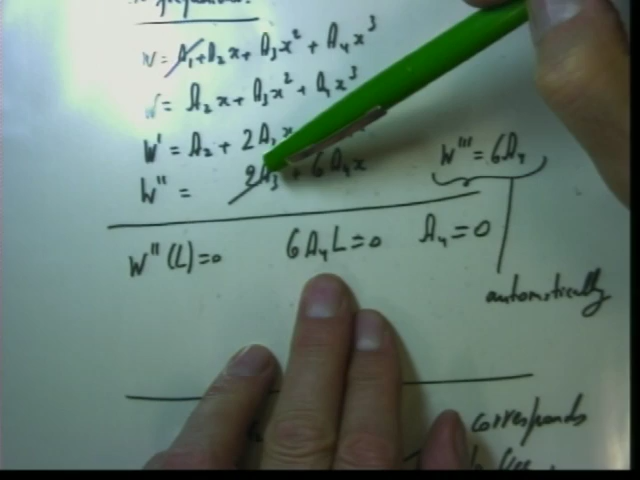 W = A₁ + A₂x + A₃x² + A₄x³
W = A₂x + A₃x² + A₄x³
W' = A₂ + 2A₃x
W'' = 2A₃ + 6A₄x
W''' = 6A₄
W''(L)=0 6A₄L=0 A₄=0
automatically
corresponds